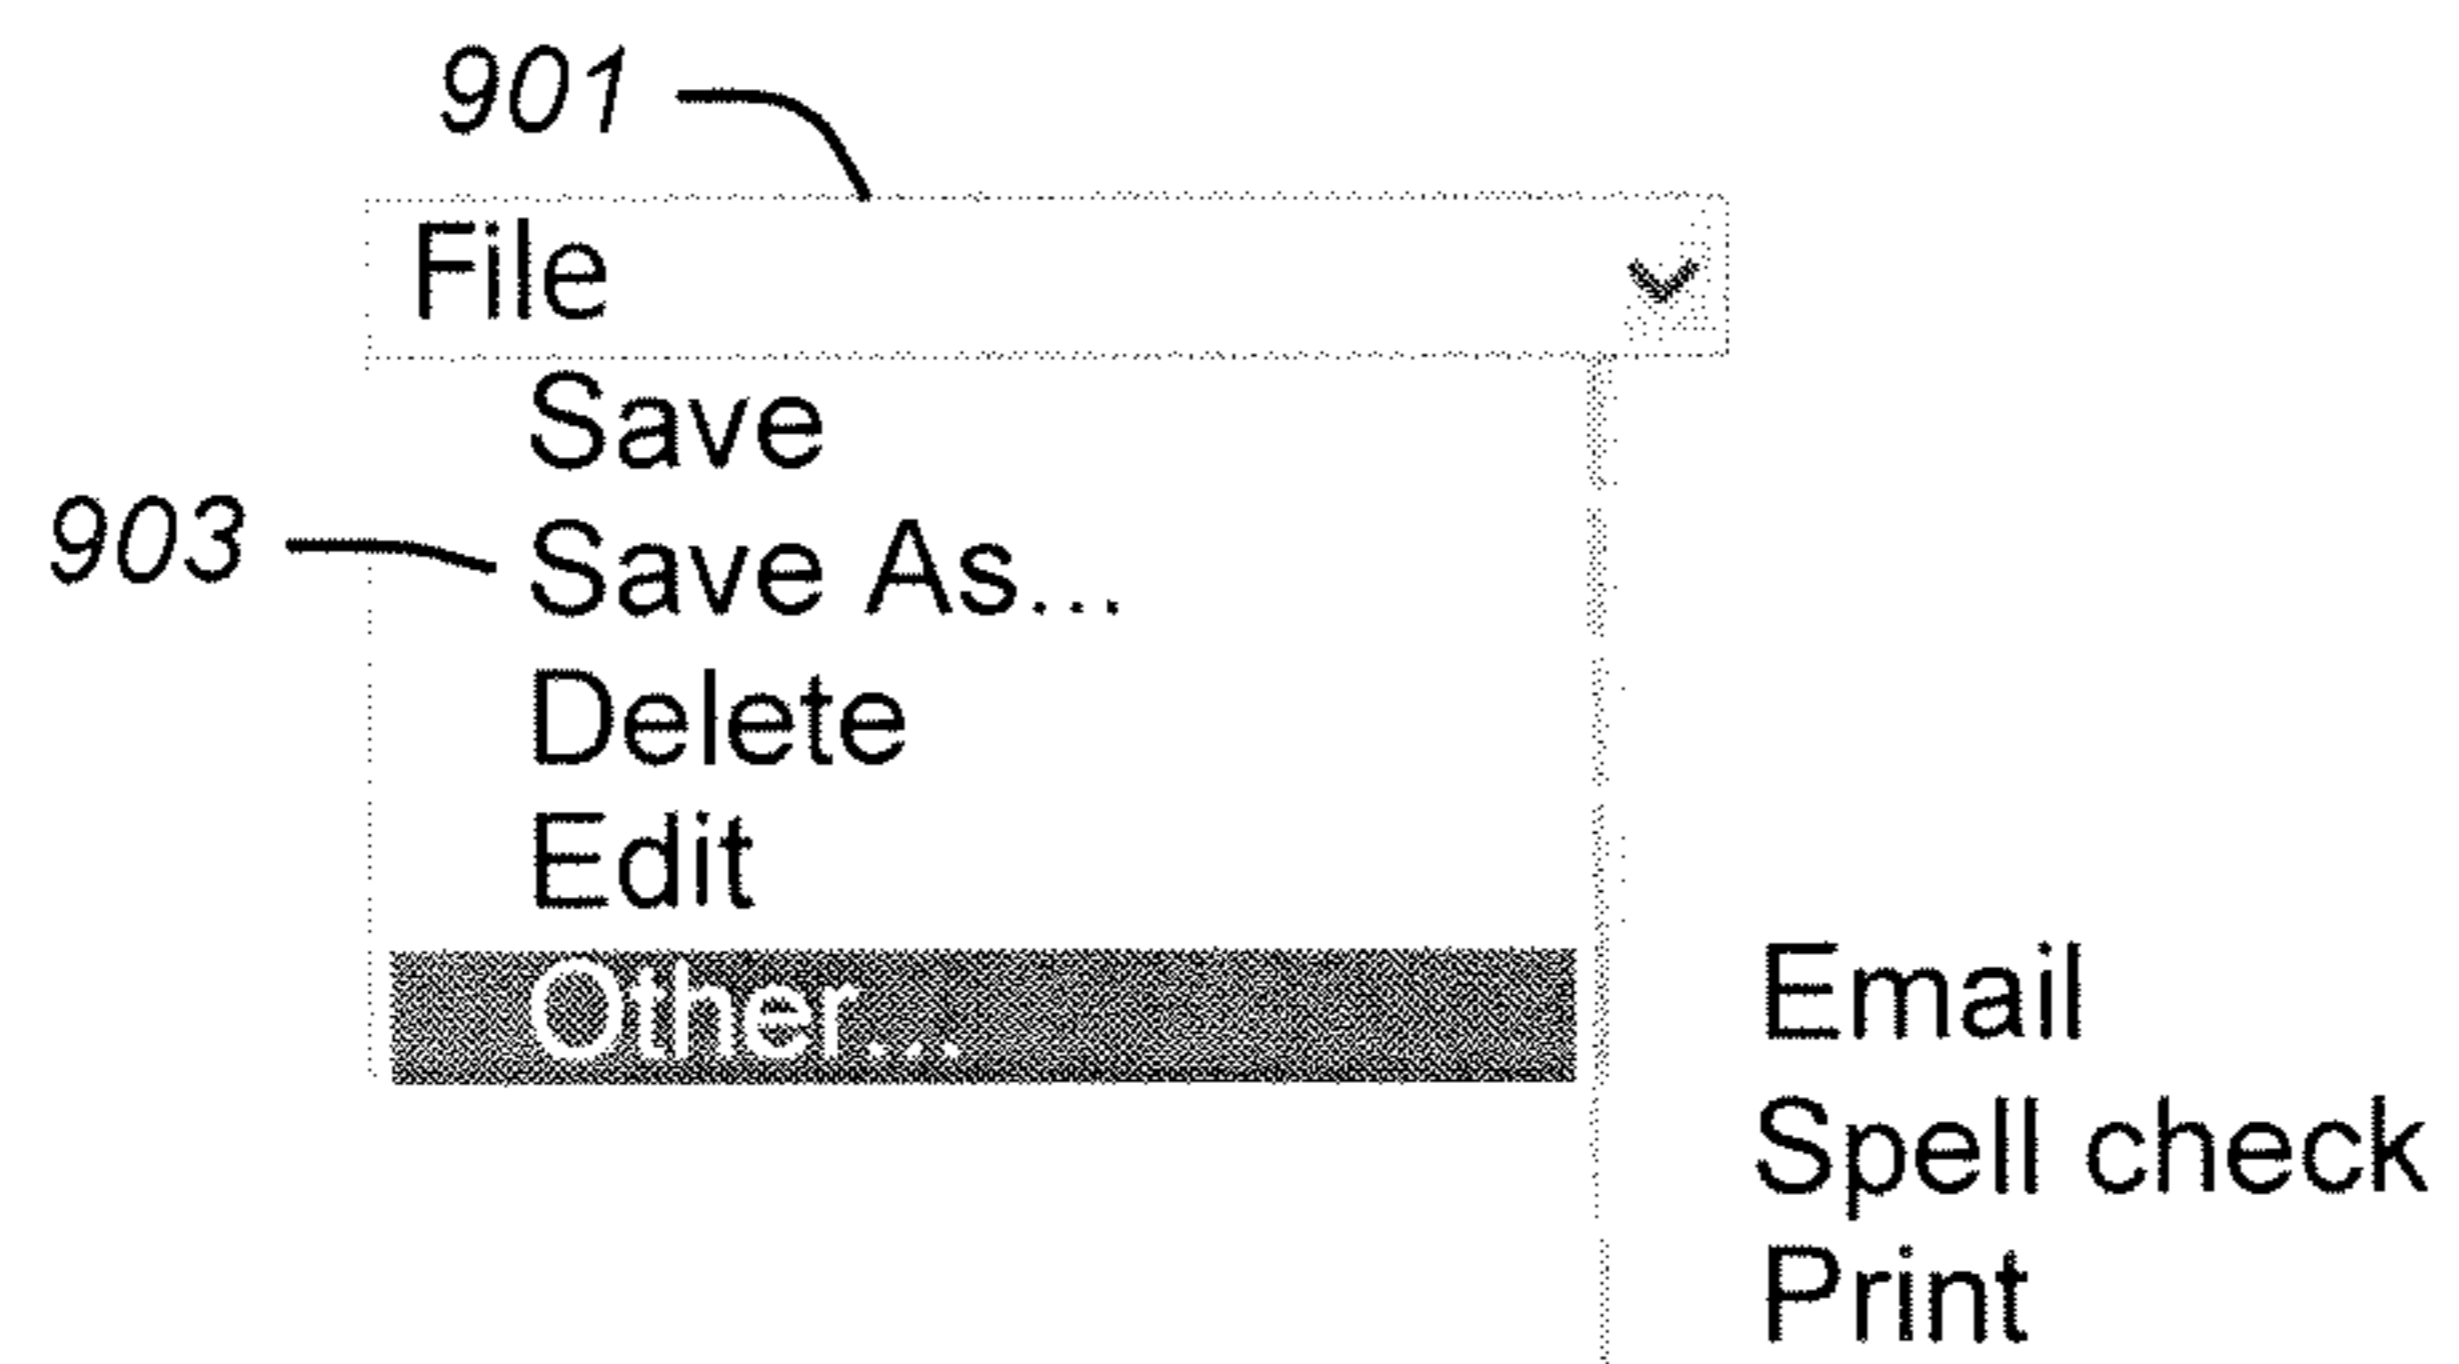 901
File
Save
903 Save As...
Delete
Edit
Other... Email
Spell check
Print